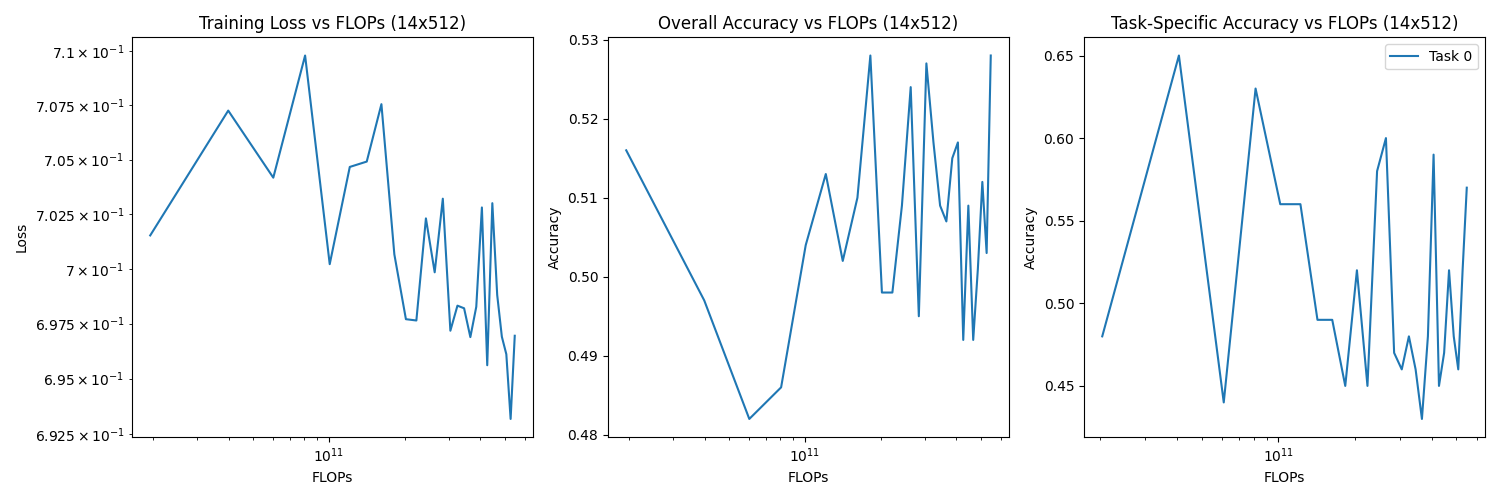 Training Loss vs FLOPs (14x512)
Loss
7.1 × 10⁻¹
7.075 × 10⁻¹
7.05 × 10⁻¹
7.025 × 10⁻¹
7 × 10⁻¹
6.975 × 10⁻¹
6.95 × 10⁻¹
6.925 × 10⁻¹
10¹¹
FLOPs
Overall Accuracy vs FLOPs (14x512)
Accuracy
0.53
0.52
0.51
0.50
0.49
0.48
10¹¹
FLOPs
Task-Specific Accuracy vs FLOPs (14x512)
Task 0
Accuracy
0.65
0.60
0.55
0.50
0.45
10¹¹
FLOPs